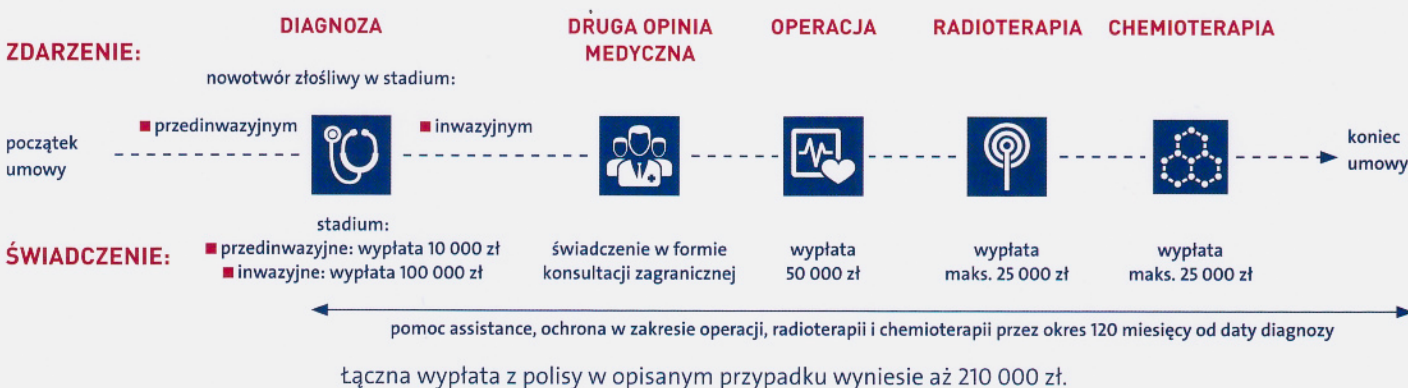 ZDARZENIE:
DIAGNOZA
DRUGA OPINIA
MEDYCZNA
OPERACJA
RADIOTERAPIA
CHEMIOTERAPIA
nowotwór złośliwy w stadium:
początek
umowy
■ przedinwazyjnym
■ inwazyjnym
koniec
umowy
ŚWIADCZENIE:
stadium:
■ przedinwazyjne: wypłata 10 000 zł
■ inwazyjne: wypłata 100 000 zł
świadczenie w formie
konsultacji zagranicznej
wypłata
50 000 zł
wypłata
maks. 25 000 zł
wypłata
maks. 25 000 zł
pomoc assistance, ochrona w zakresie operacji, radioterapii i chemioterapii przez okres 120 miesięcy od daty diagnozy
Łączna wypłata z polisy w opisanym przypadku wyniesie aż 210 000 zł.